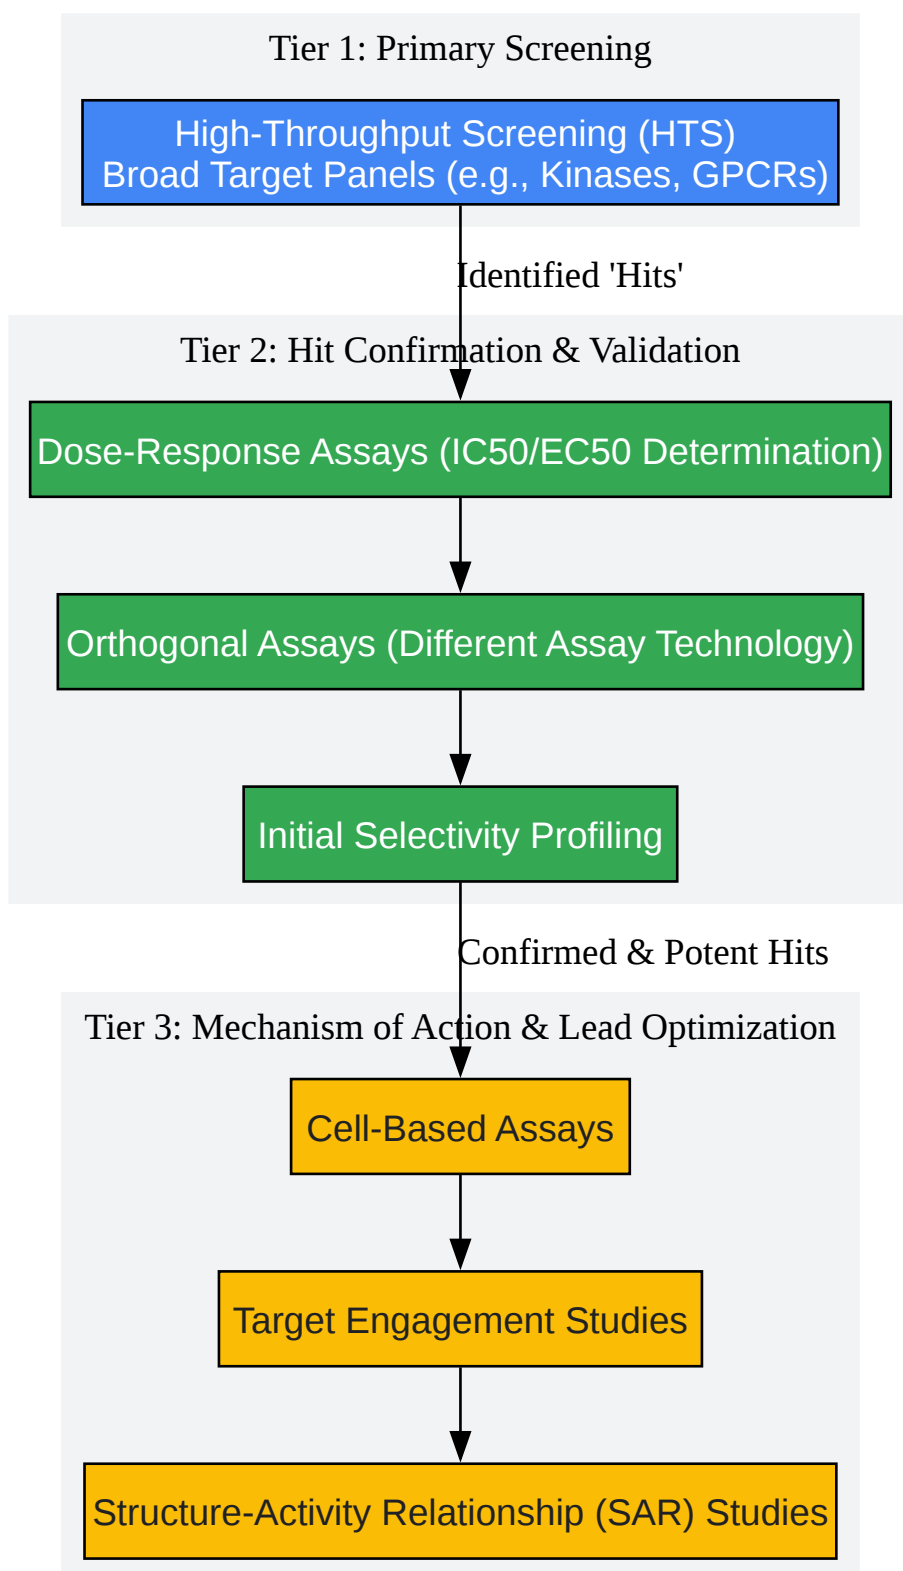 Tier 1: Primary Screening
High-Throughput Screening (HTS)
Broad Target Panels (e.g., Kinases, GPCRs)
Identified 'Hits'
Tier 2: Hit Confirmation & Validation
Dose-Response Assays (IC50/EC50 Determination)
Orthogonal Assays (Different Assay Technology)
Initial Selectivity Profiling
Confirmed & Potent Hits
Tier 3: Mechanism of Action & Lead Optimization
Cell-Based Assays
Target Engagement Studies
Structure-Activity Relationship (SAR) Studies